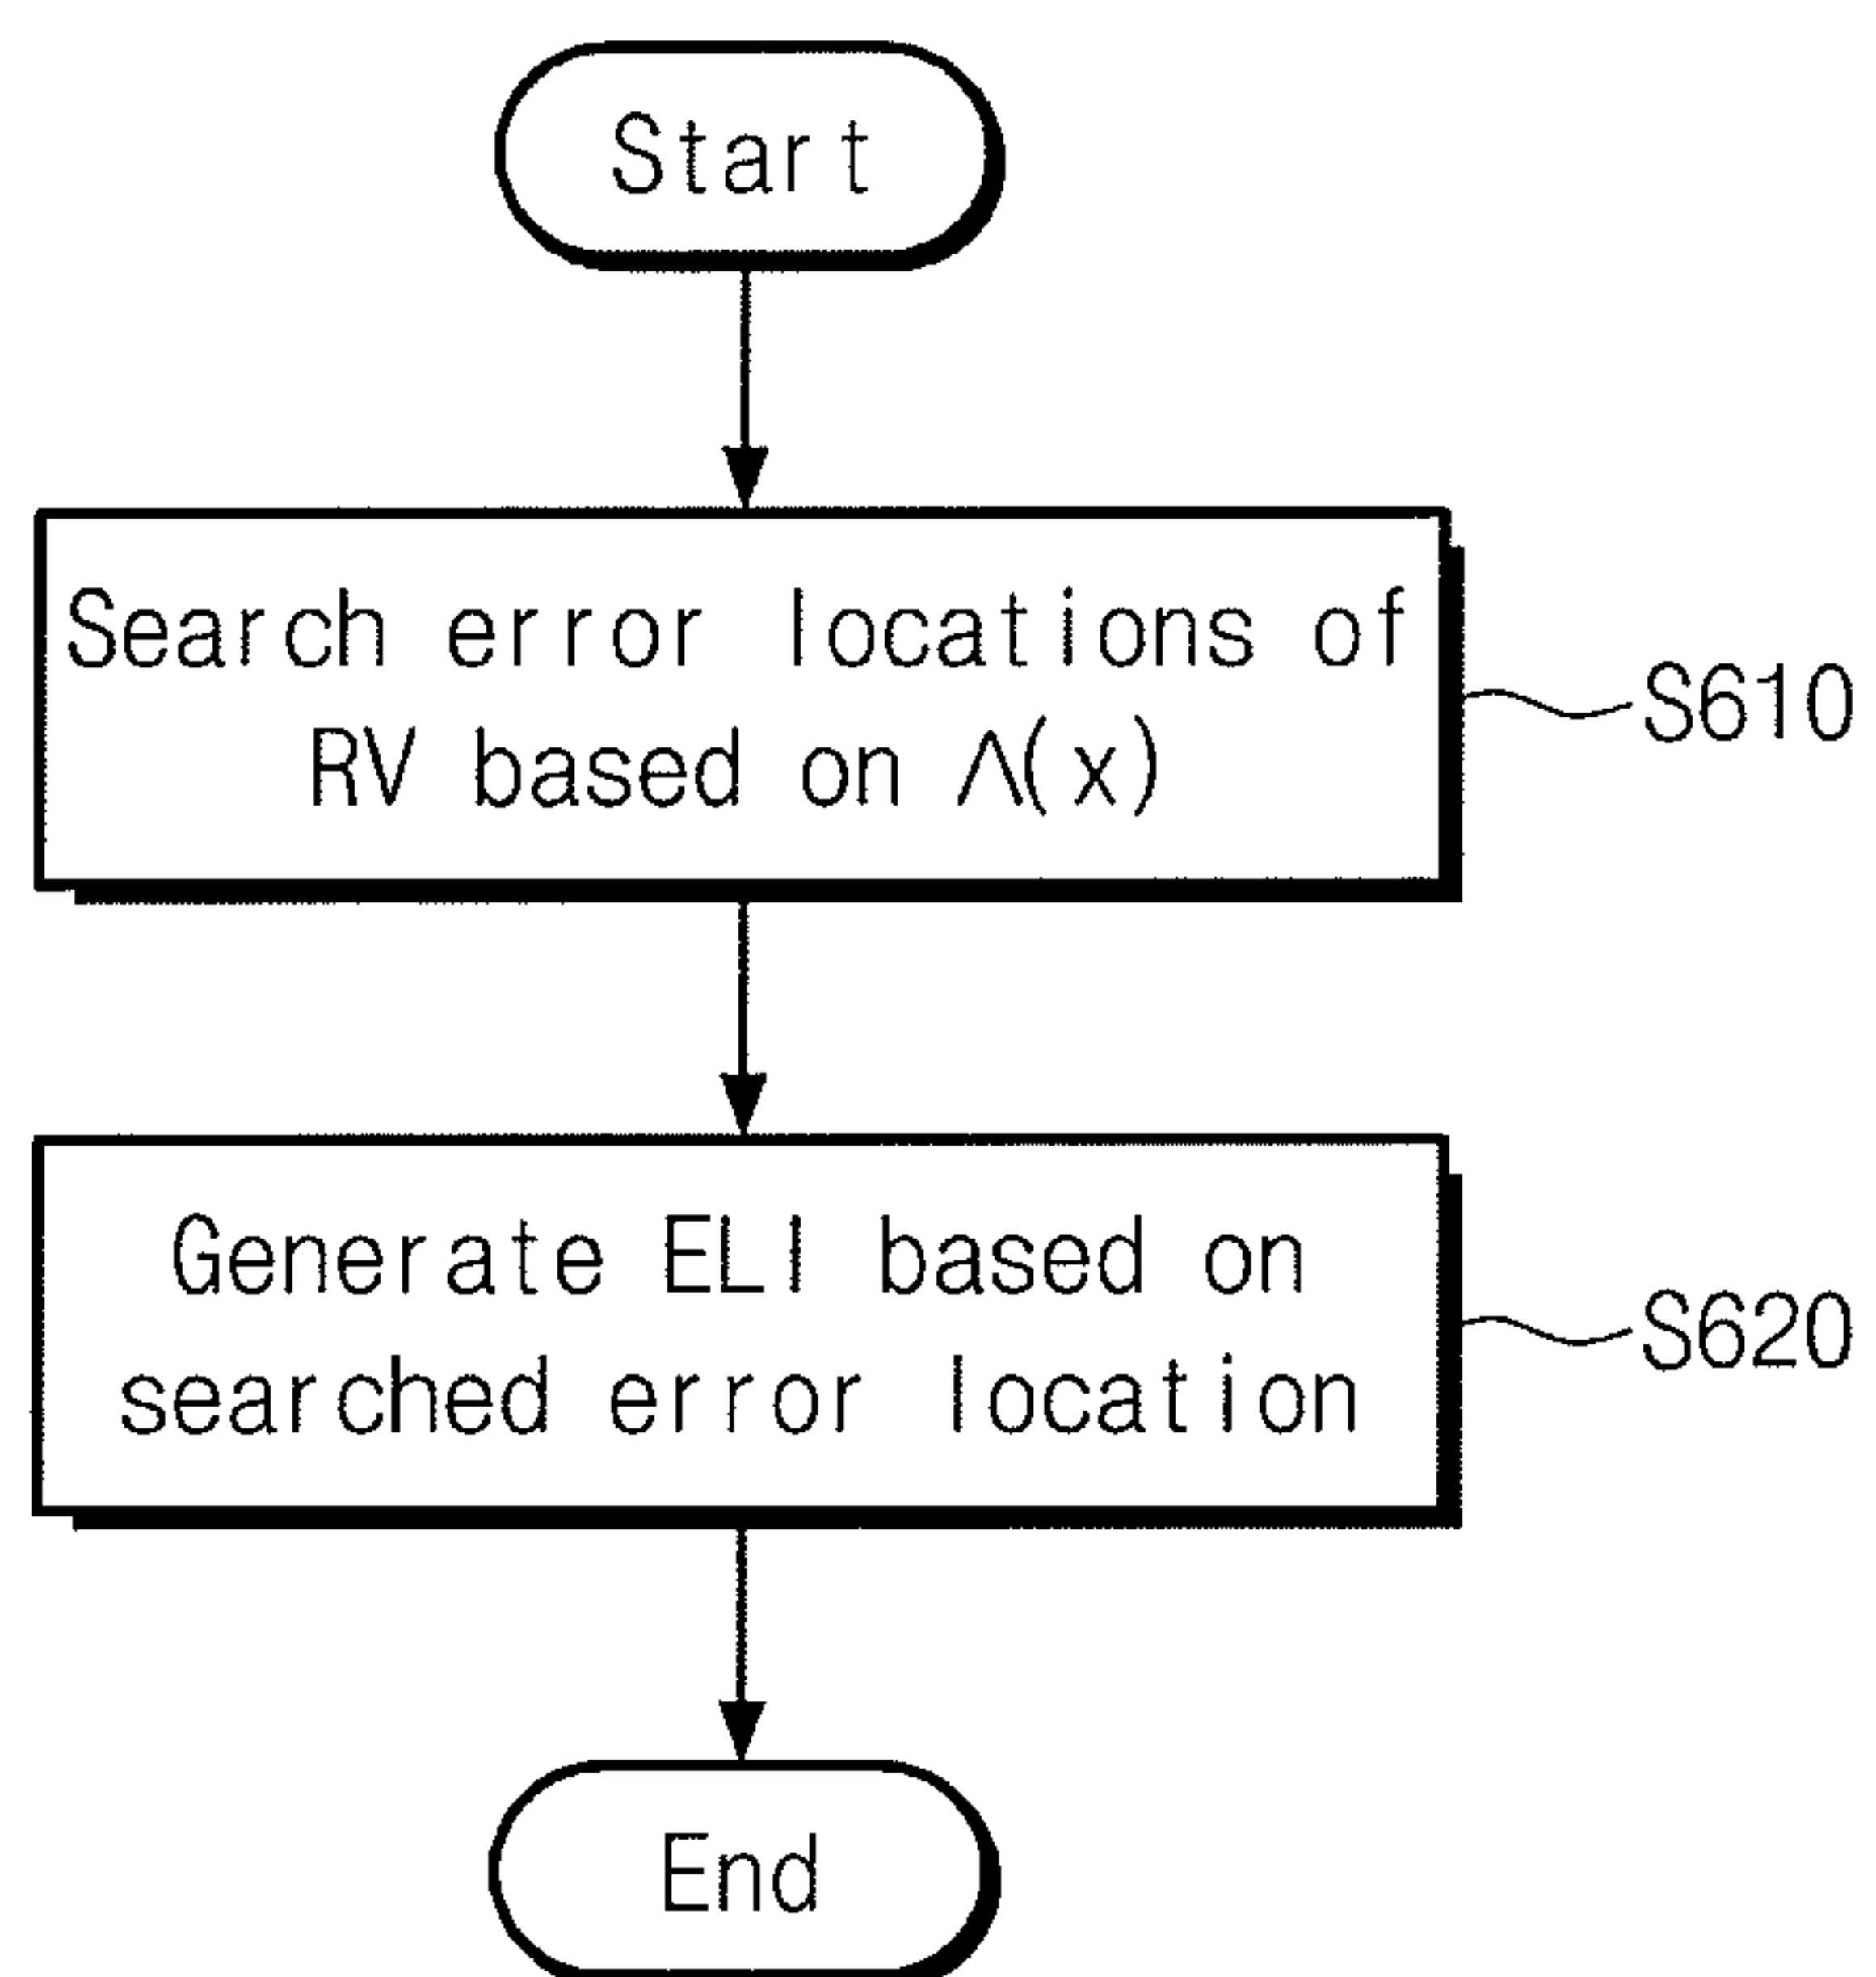 Start
Search error locations of
RV based on Λ(x)
S610
Generate ELI based on
searched error location
S620
End